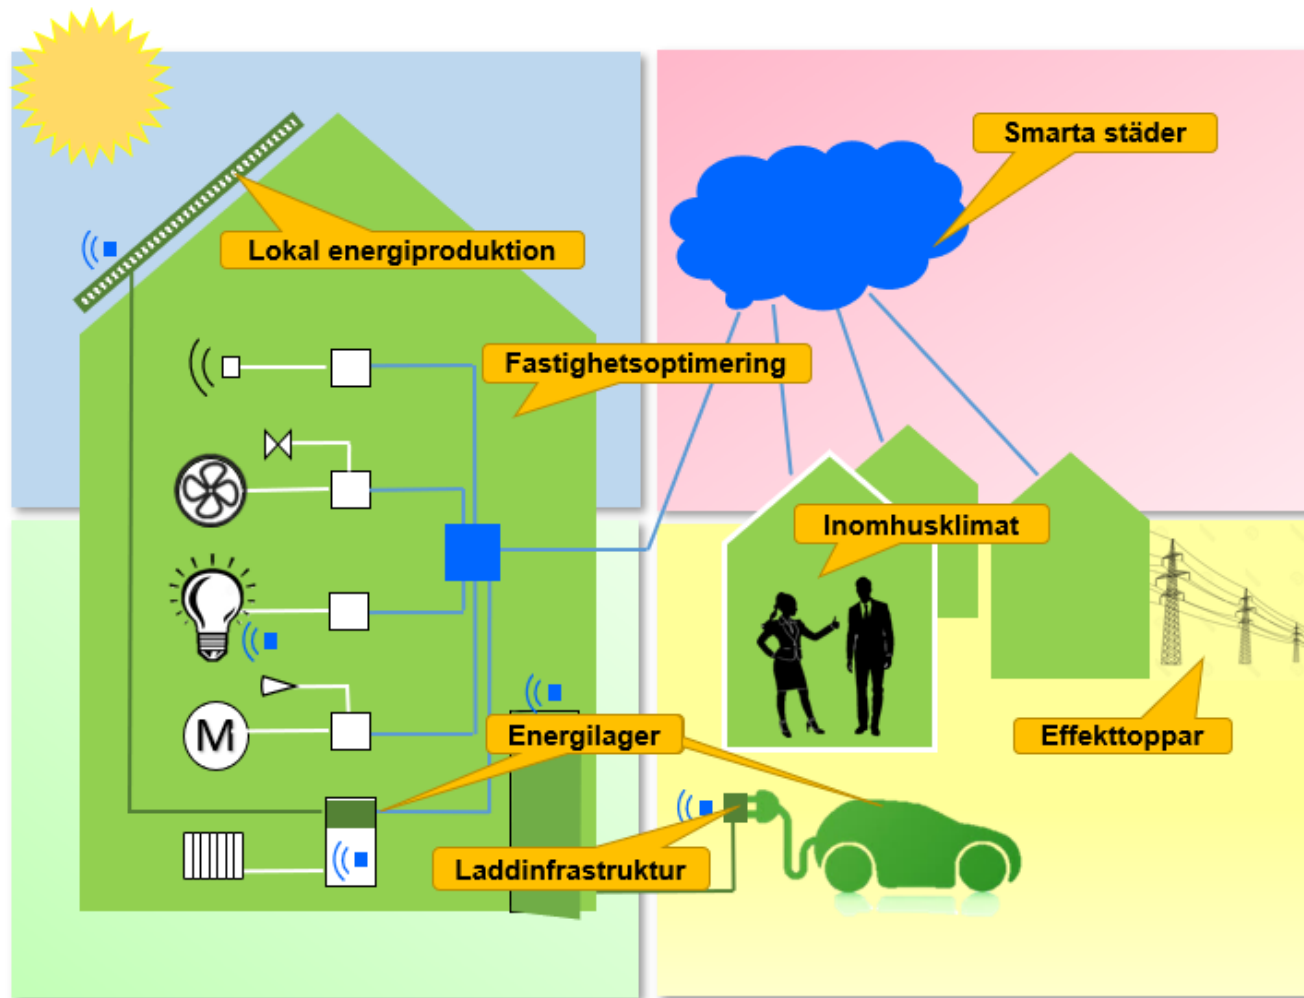 Smarta städer
Lokal energiproduktion
Fastighetsoptimering
Inomhusklimat
M
Energilager
Effekttoppar
Laddinfrastruktur